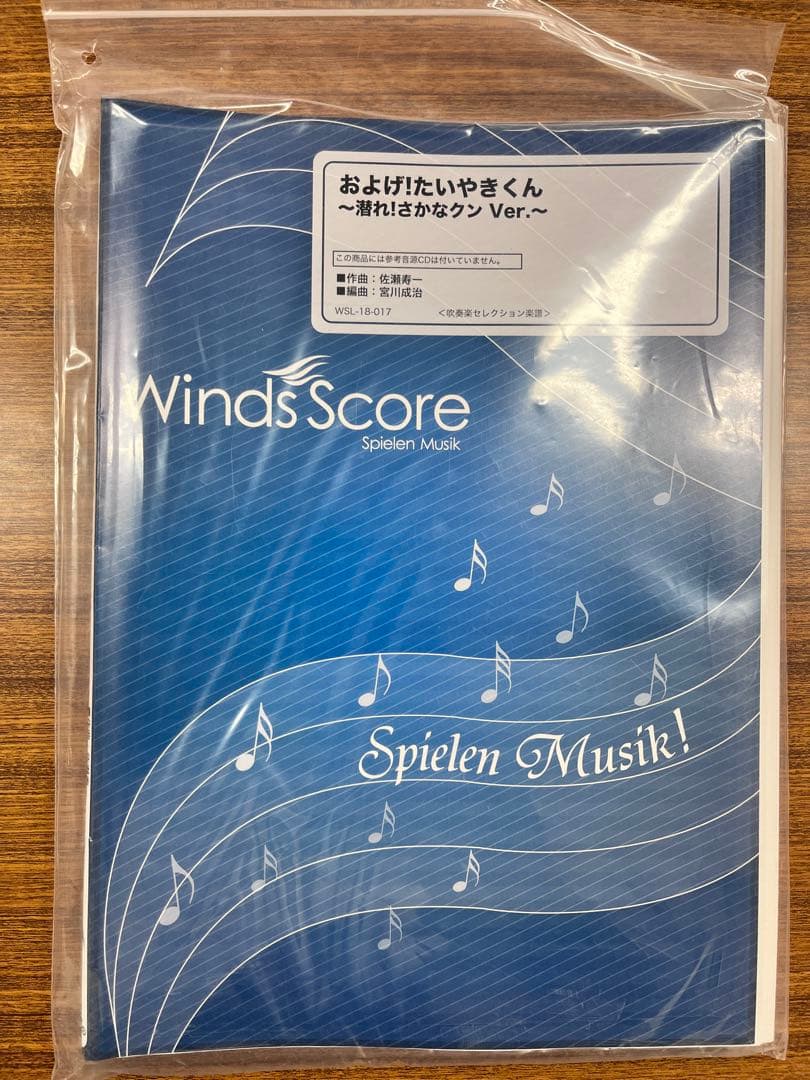 およげ!たいやきくん
〜潜れ!さかなクン Ver.〜
この商品には参考音源CDは付いていません。
■作曲：佐瀬寿一
■編曲：宮川成治
WSL-18-017 ＜吹奏楽セレクション楽譜＞
Winds Score
Spielen Musik
Spielen Musik!